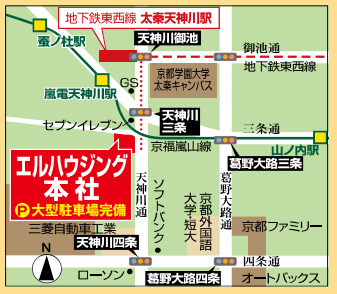 地下鉄東西線 太秦天神川駅
蚕ノ社駅
天神川御池
御池通
地下鉄東西線
京都学園大学
太秦キャンパス
嵐電天神川駅
GS
セブンイレブン
天神川
三条
三条通
京福嵐山線
山ノ内駅
葛野大路三条
エルハウジング
本社
P大型駐車場完備
天神川通
ソフトバンク
京都外国語
大学・短大
葛野大路通
京都ファミリー
三菱自動車工業
天神川四条
四条通
N
ローソン
葛野大路四条
オートバックス